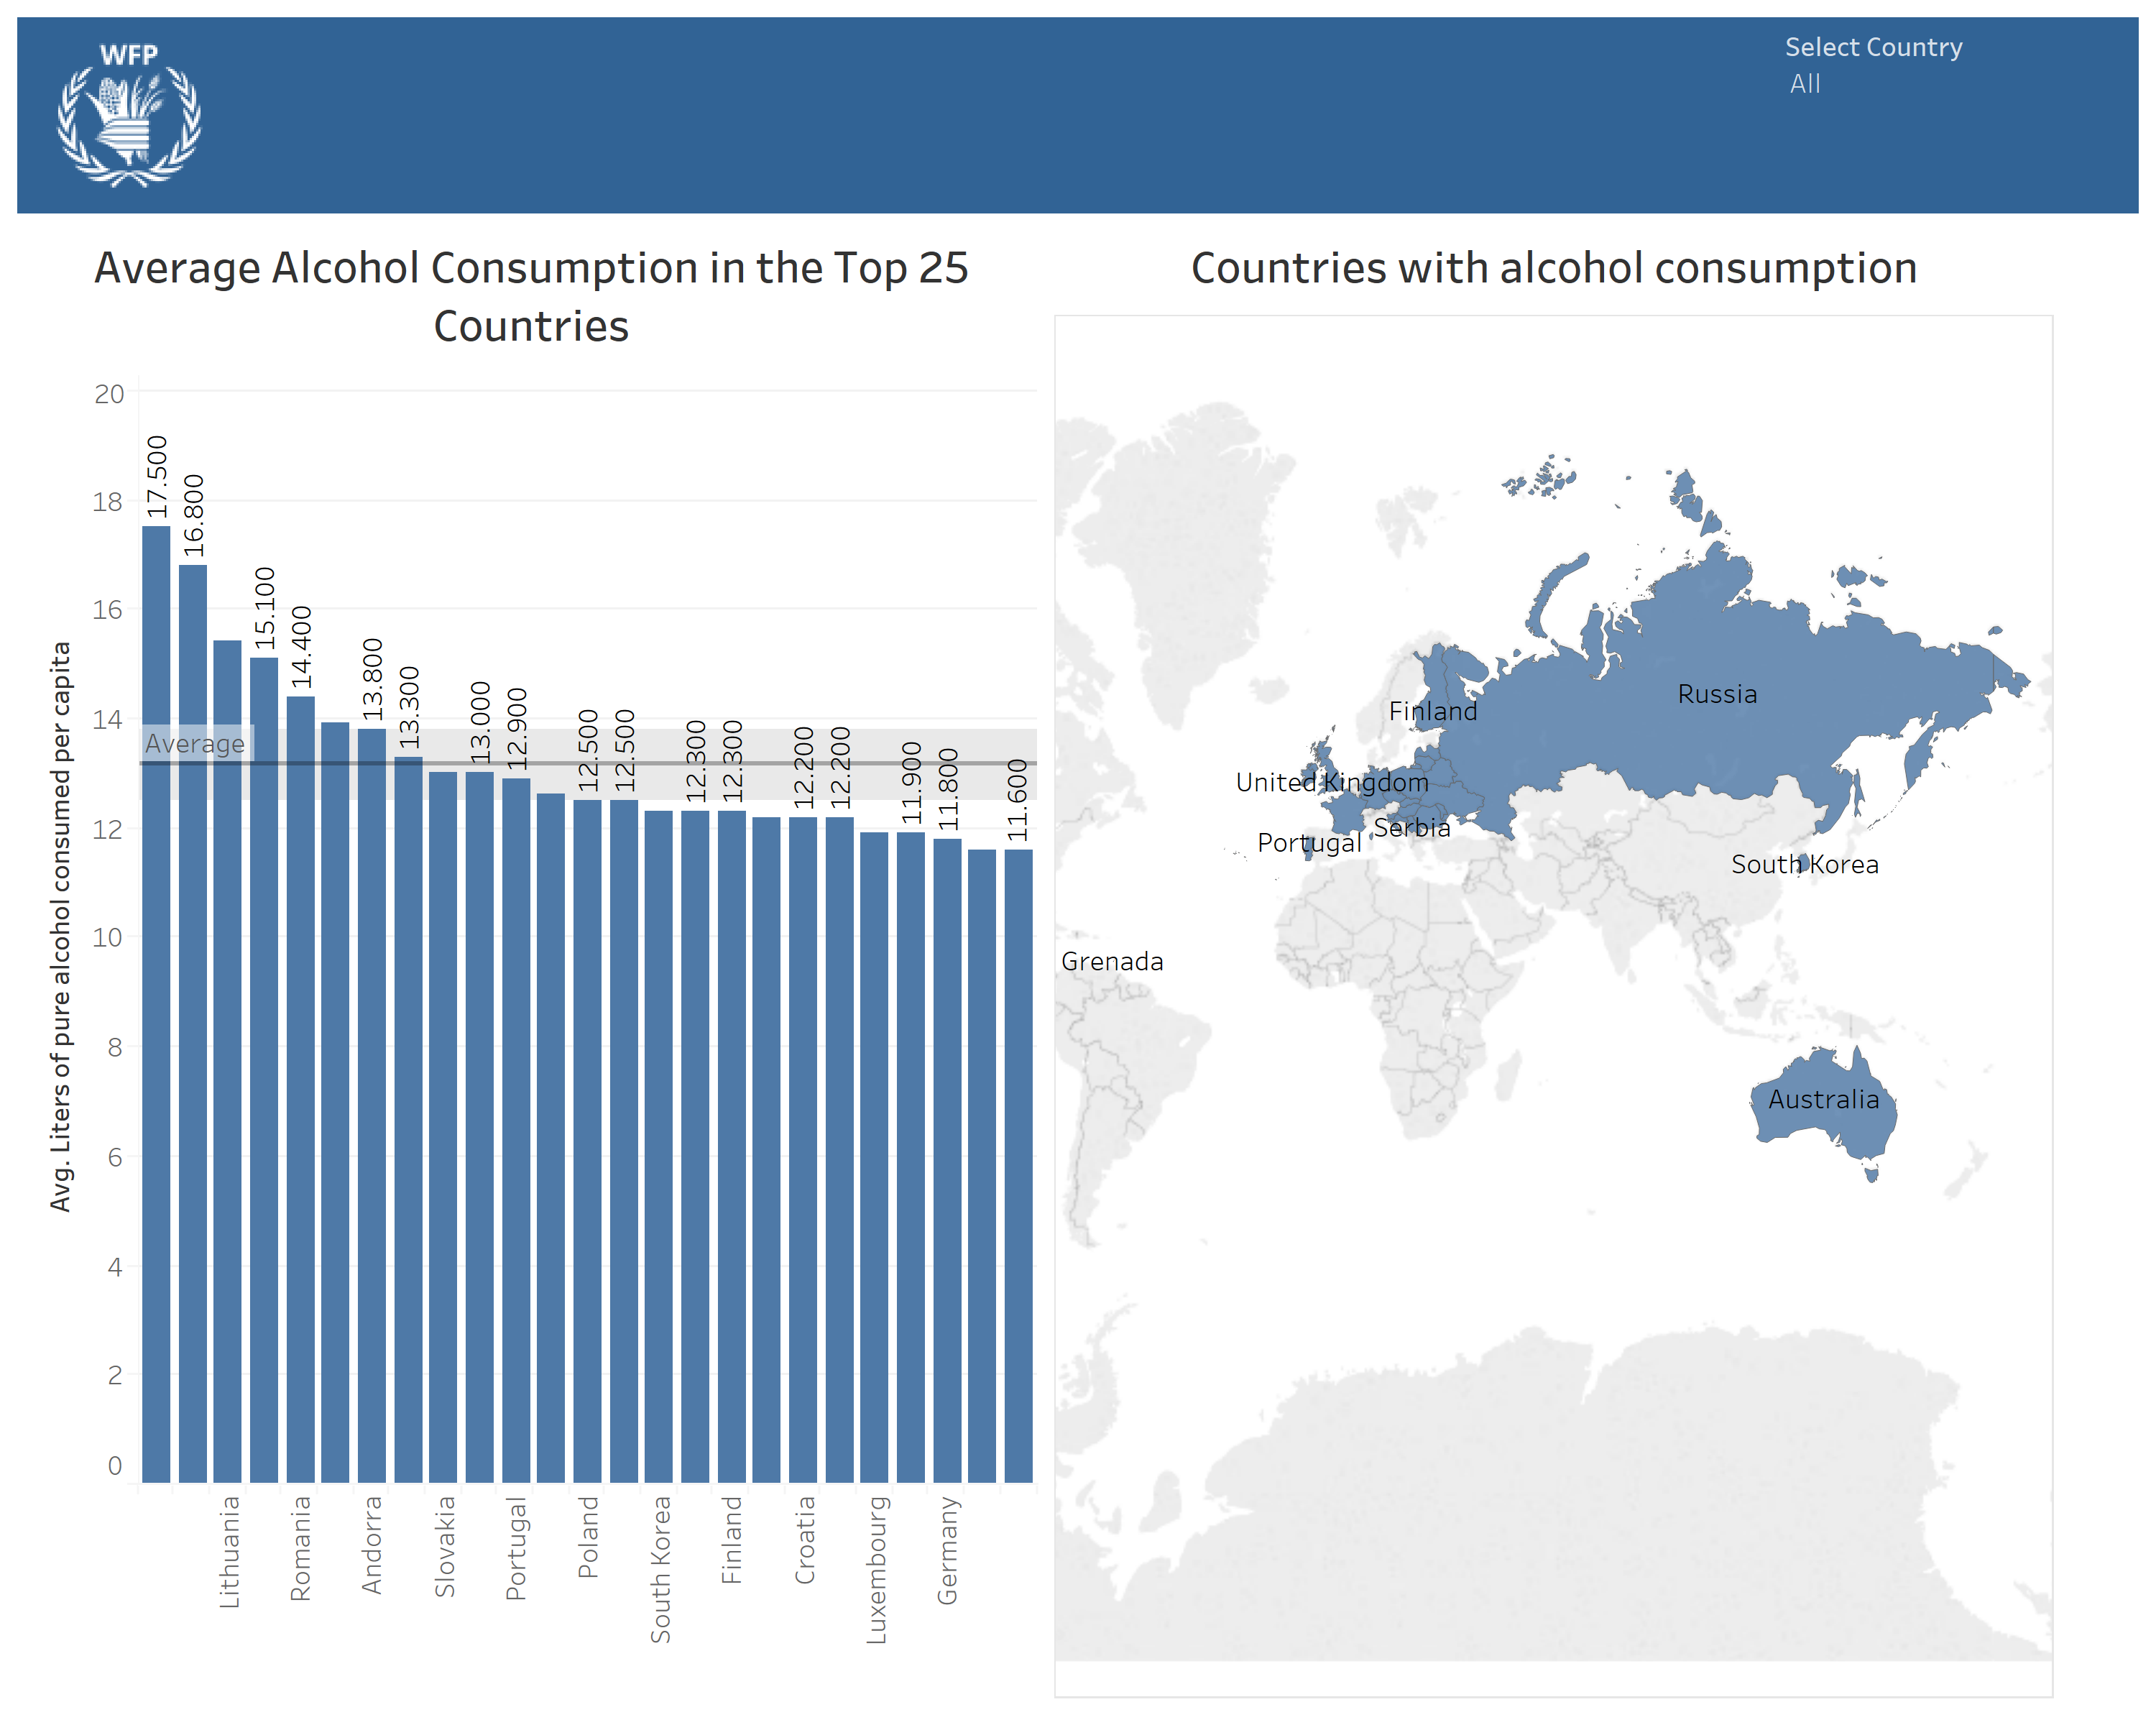 WFP
Select Country
All
Average Alcohol Consumption in the Top 25
Countries
Avg. Liters of pure alcohol consumed per capita
20
18
16
14
12
10
8
6
4
2
0
17.500
16.800
15.100
14.400
13.800
13.300
13.000
12.900
12.500
12.500
12.300
12.300
12.200
12.200
11.900
11.800
11.600
Average
Lithuania
Romania
Andorra
Slovakia
Portugal
Poland
South Korea
Finland
Croatia
Luxembourg
Germany
Countries with alcohol consumption
Russia
Finland
United Kingdom
Serbia
Portugal
South Korea
Grenada
Australia